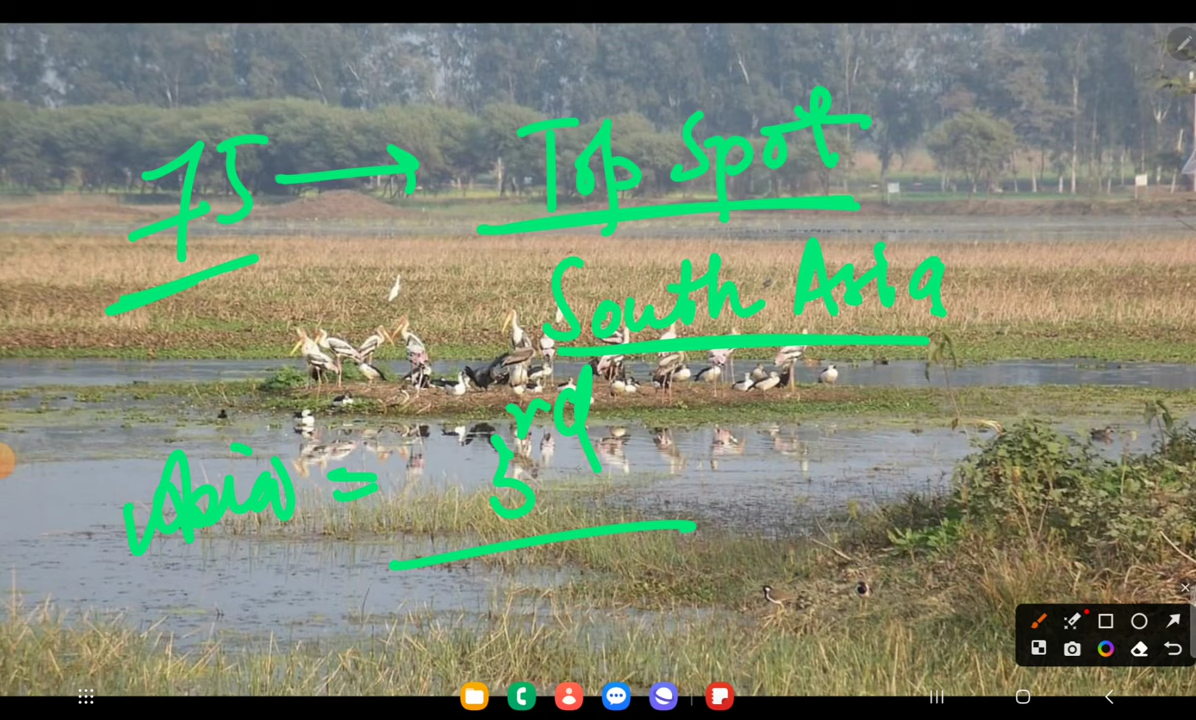 75 → Top Spot
South Asia
Asia = 3rd